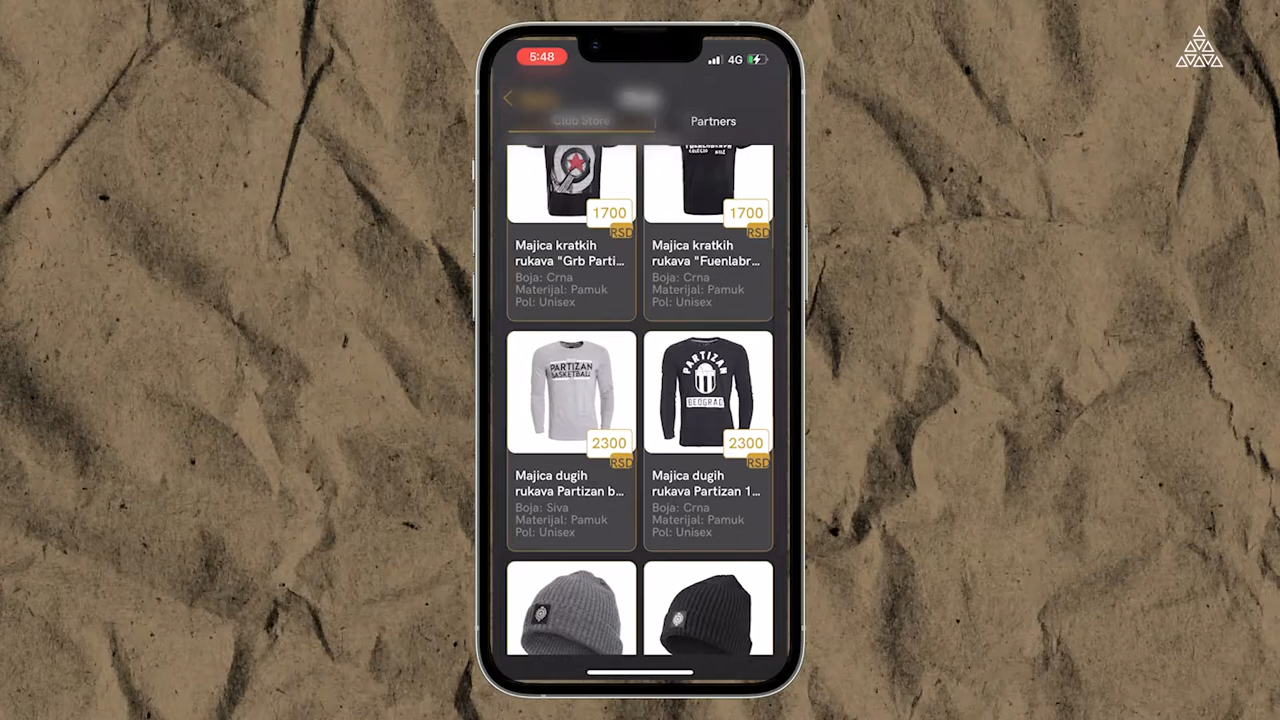 5:48
4G
Club Store
Partners
1700
RSD
1700
RSD
Majica kratkih
rukava "Grb Parti...
Boja: Crna
Materijal: Pamuk
Pol: Unisex
Majica kratkih
rukava "Fuenlabr...
Boja: Crna
Materijal: Pamuk
Pol: Unisex
PARTIZAN
BASKETBALL
2300
RSD
PARTIZAN
BEOGRAD
2300
RSD
Majica dugih
rukava Partizan b...
Boja: Siva
Materijal: Pamuk
Pol: Unisex
Majica dugih
rukava Partizan 1...
Boja: Crna
Materijal: Pamuk
Pol: Unisex